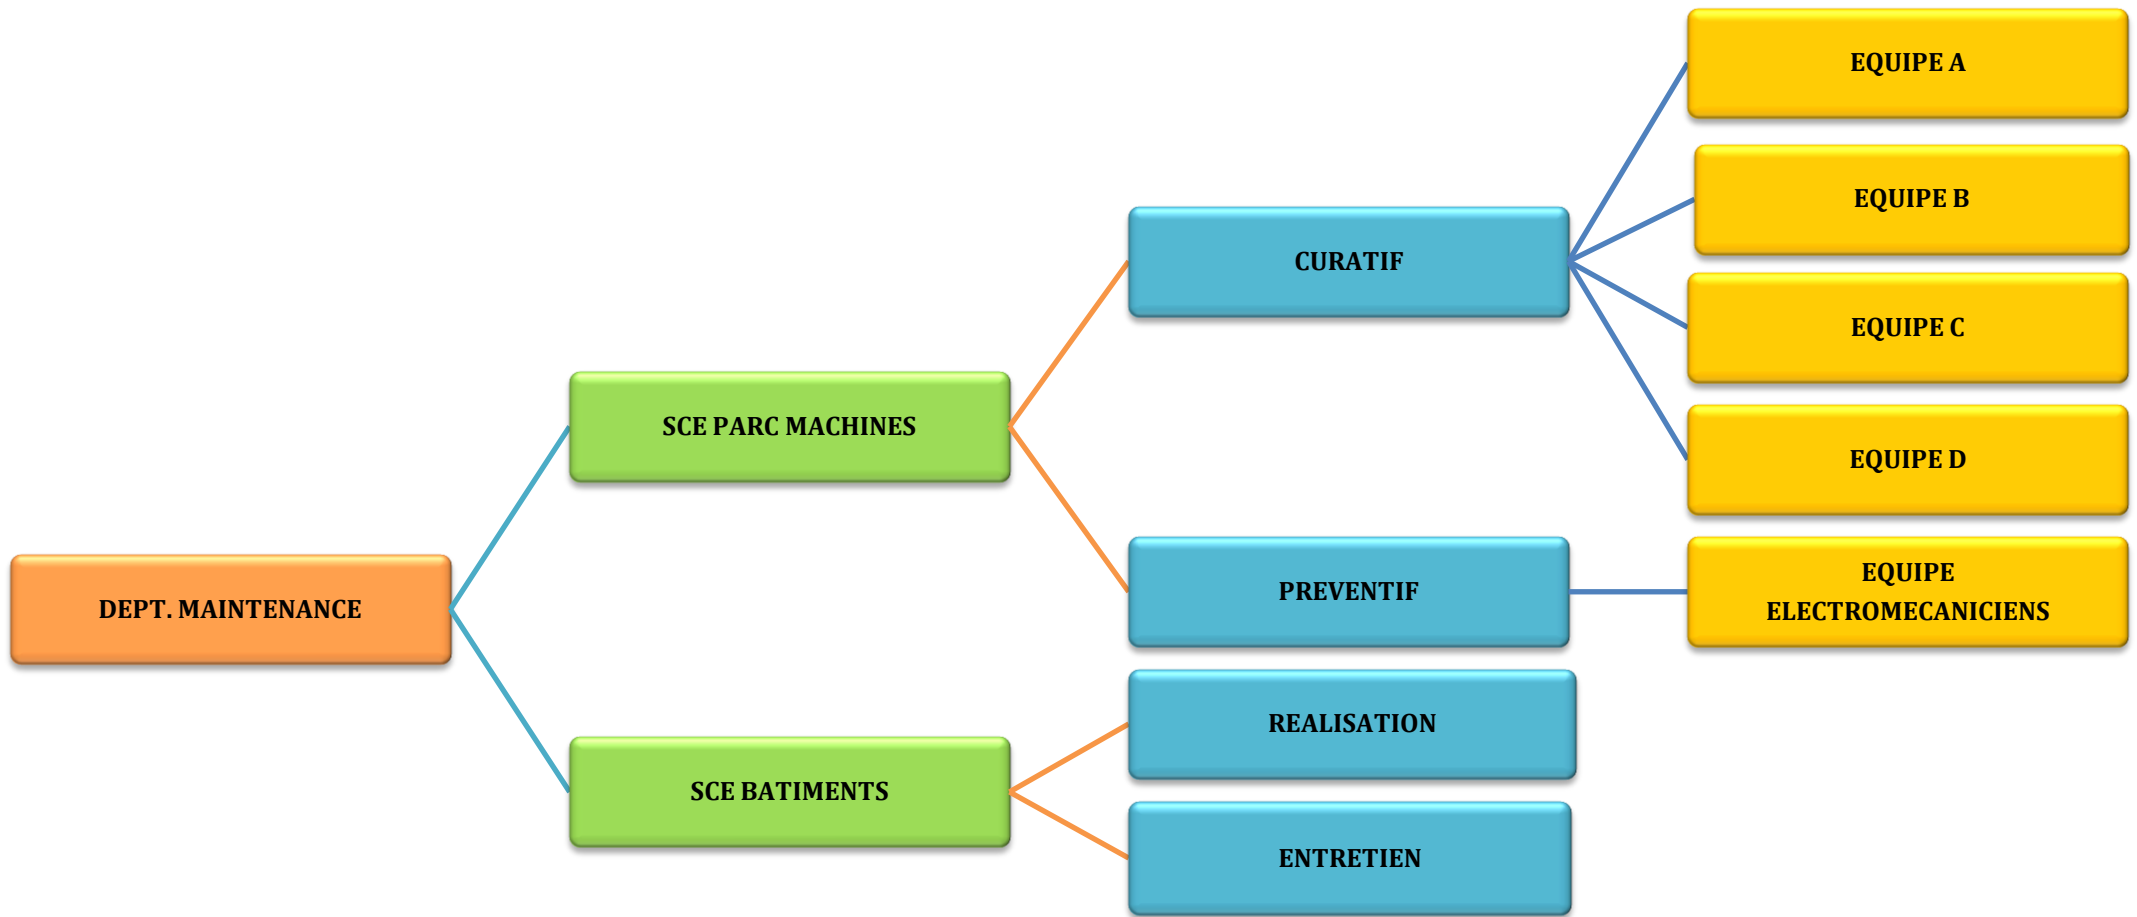 EQUIPE A
EQUIPE B
CURATIF
EQUIPE C
SCE PARC MACHINES
EQUIPE D
EQUIPE
ELECTROMECANICIENS
PREVENTIF
DEPT. MAINTENANCE
REALISATION
SCE BATIMENTS
ENTRETIEN